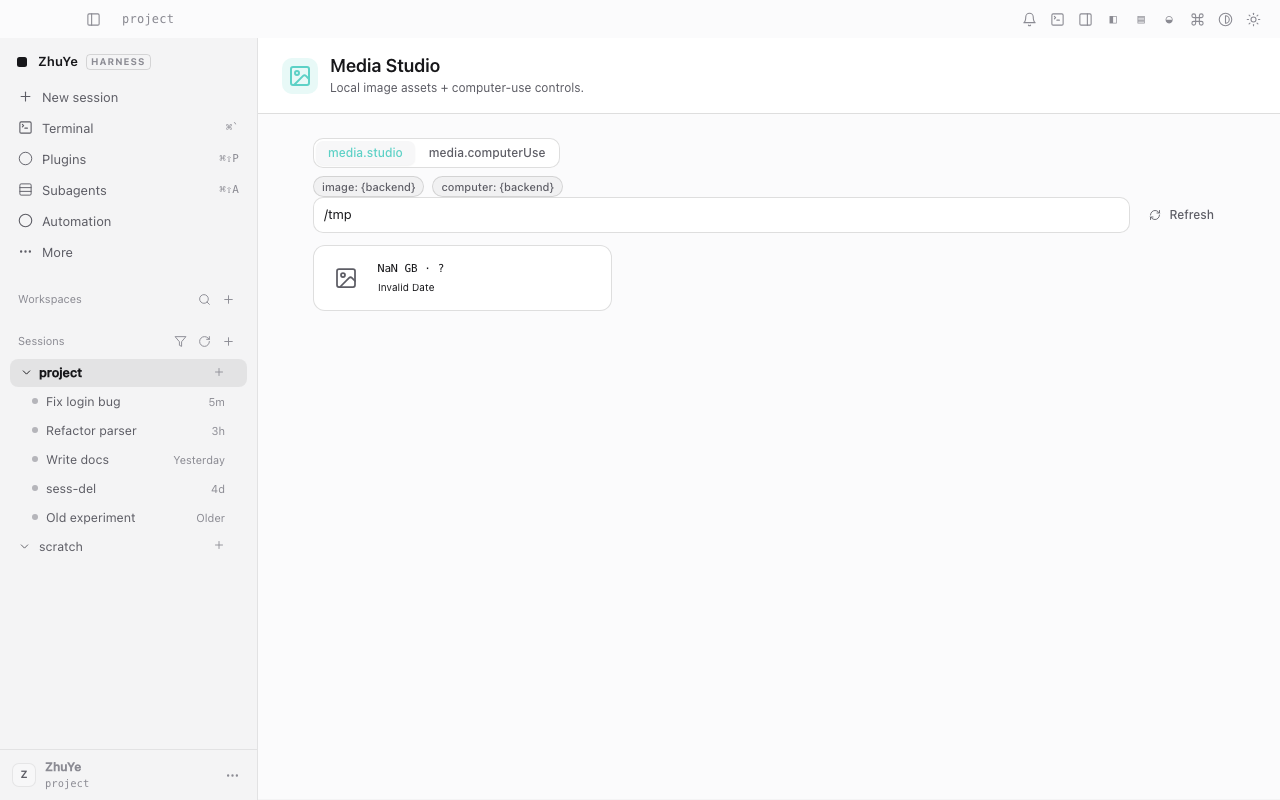 project
ZhuYe HARNESS
New session
Terminal ⌘`
Plugins ⌘⇧P
Subagents ⌘⇧A
Automation
More
Workspaces
Sessions
project
Fix login bug 5m
Refactor parser 3h
Write docs Yesterday
sess-del 4d
Old experiment Older
scratch
Z
ZhuYe
project
Media Studio
Local image assets + computer-use controls.
media.studio media.computerUse
image: {backend} computer: {backend}
/tmp Refresh
NaN GB · ?
Invalid Date